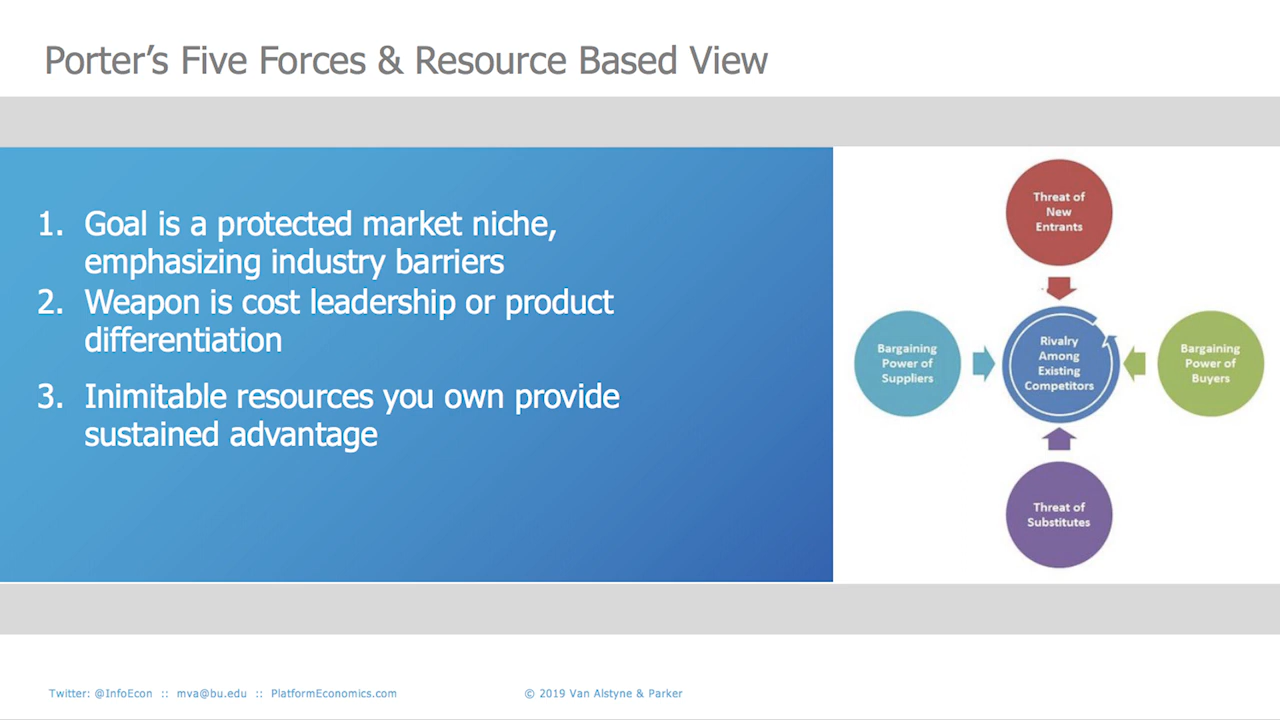 Porter’s Five Forces & Resource Based View
1. Goal is a protected market niche,
emphasizing industry barriers
2. Weapon is cost leadership or product
differentiation
3. Inimitable resources you own provide
sustained advantage
Threat of
New
Entrants
Bargaining
Power of
Suppliers
Rivalry
Among
Existing
Competitors
Bargaining
Power of
Buyers
Threat of
Substitutes
Twitter: @InfoEcon :: mva@bu.edu :: PlatformEconomics.com
© 2019 Van Alstyne & Parker